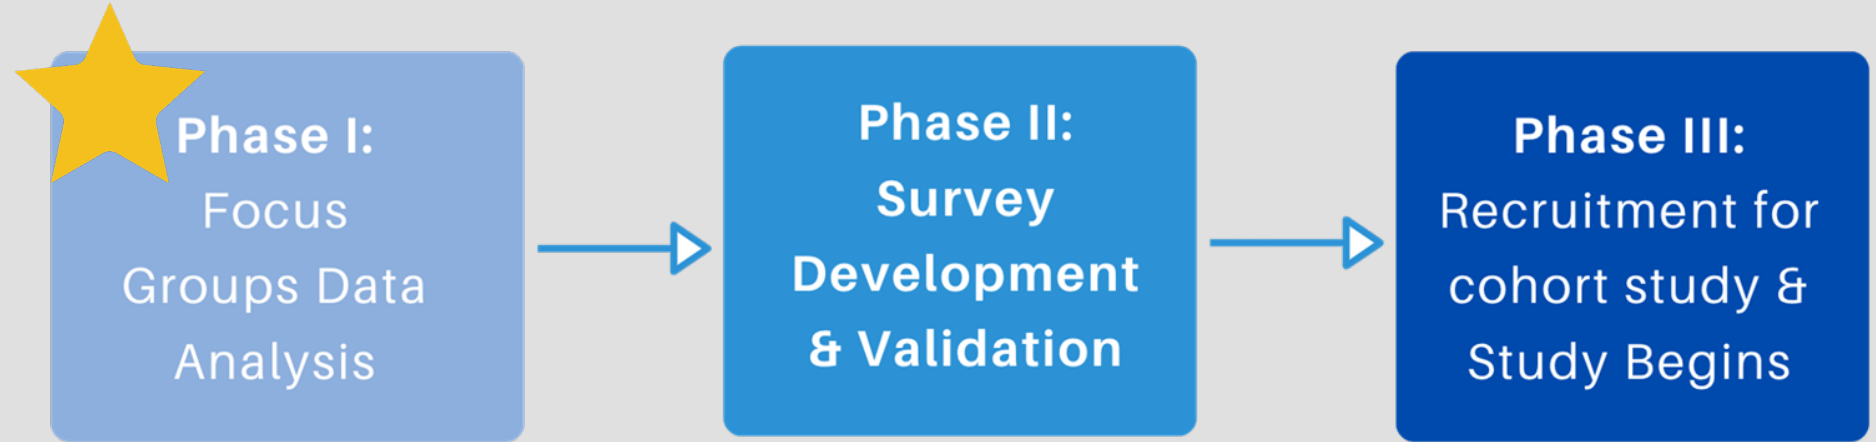 Phase I:
Focus
Groups Data
Analysis
Phase II:
Survey
Development
& Validation
Phase III:
Recruitment for
cohort study &
Study Begins